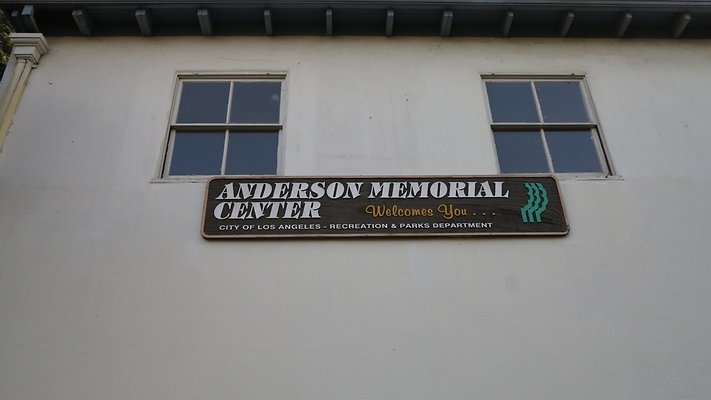 ANDERSON MEMORIAL
CENTER Welcomes You . . .
CITY OF LOS ANGELES - RECREATION & PARKS DEPARTMENT